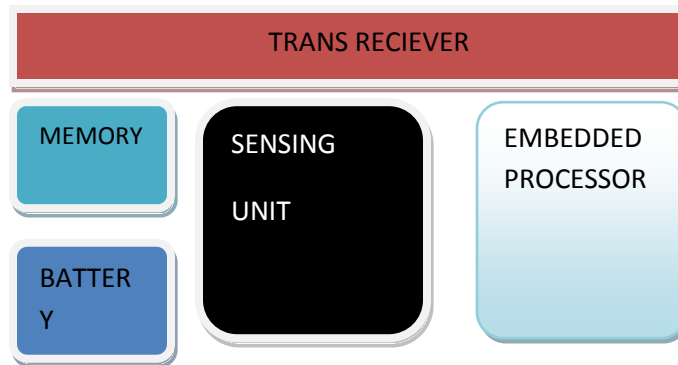 TRANS RECIEVER
MEMORY
SENSING
UNIT
EMBEDDED
PROCESSOR
BATTER
Y